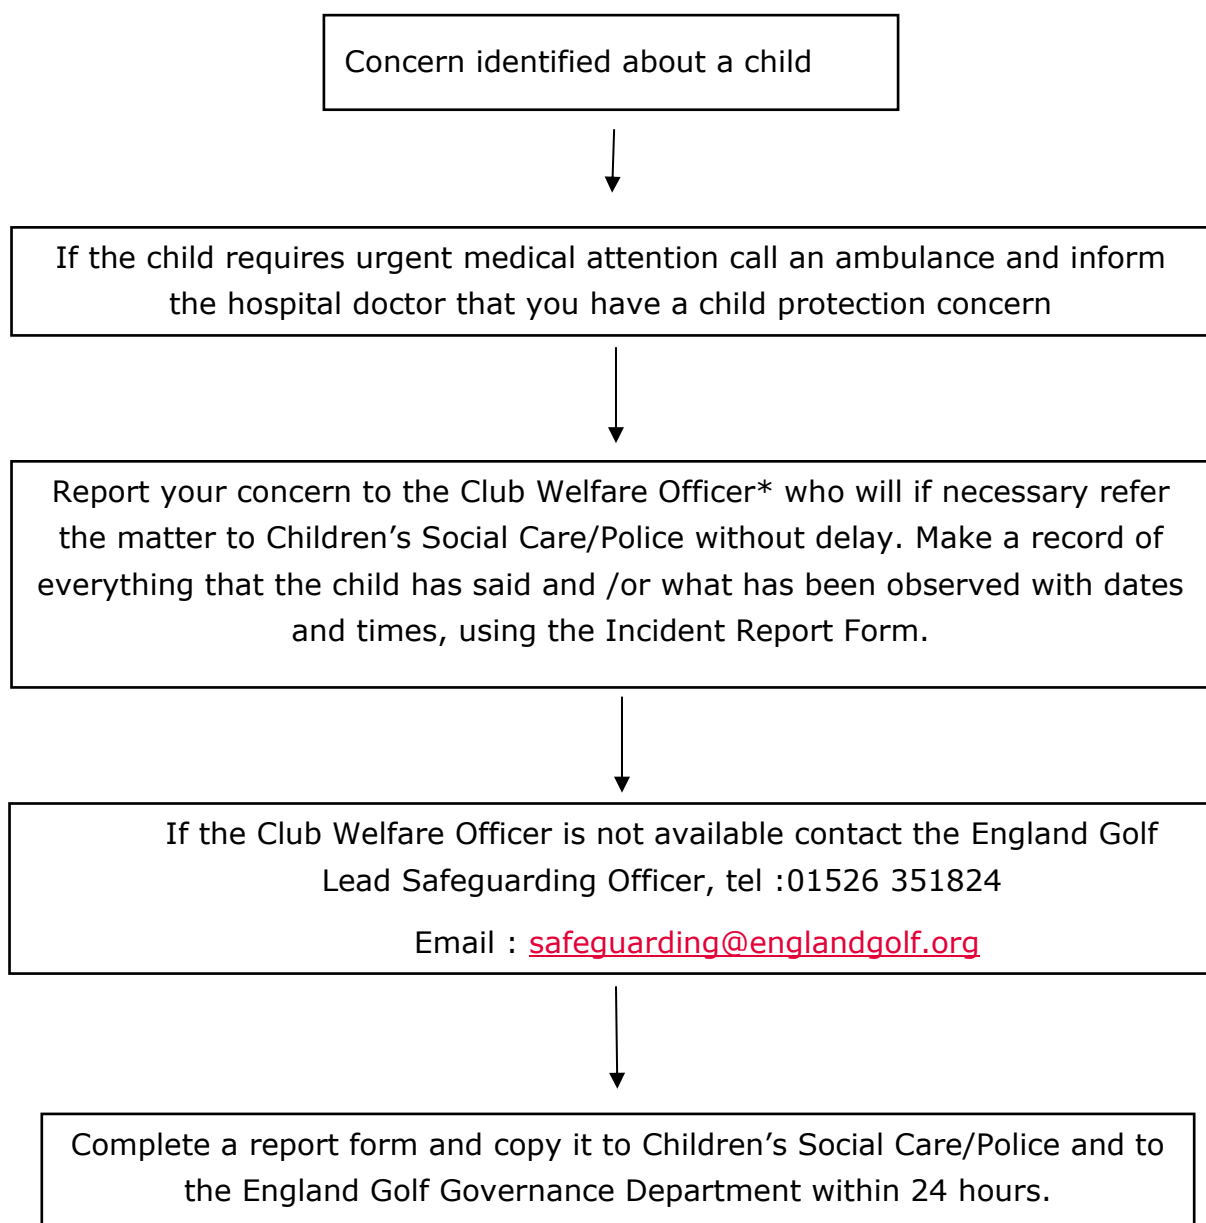 Concern identified about a child
If the child requires urgent medical attention call an ambulance and inform
the hospital doctor that you have a child protection concern
Report your concern to the Club Welfare Officer* who will if necessary refer
the matter to Children’s Social Care/Police without delay. Make a record of
everything that the child has said and /or what has been observed with dates
and times, using the Incident Report Form.
If the Club Welfare Officer is not available contact the England Golf
Lead Safeguarding Officer, tel :01526 351824
Email : safeguarding@englandgolf.org
Complete a report form and copy it to Children’s Social Care/Police and to
the England Golf Governance Department within 24 hours.